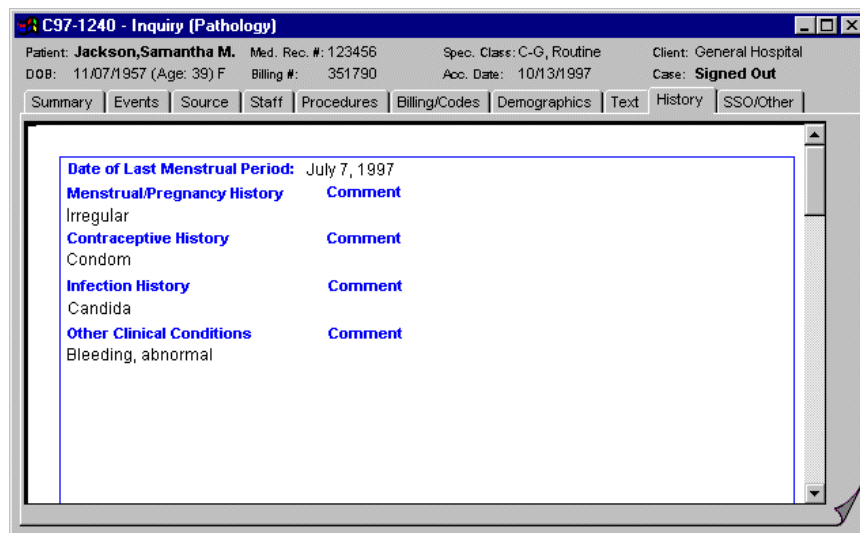 C97-1240 - Inquiry (Pathology)
Patient: Jackson,Samantha M. Med. Rec. #: 123456 Spec. Class: C-G, Routine Client: General Hospital
DOB: 11/07/1957 (Age: 39) F Billing #: 351790 Acc. Date: 10/13/1997 Case: Signed Out
Summary Events Source Staff Procedures Billing/Codes Demographics Text History SSO/Other
Date of Last Menstrual Period: July 7, 1997
Menstrual/Pregnancy History Comment
Irregular
Contraceptive History Comment
Condom
Infection History Comment
Candida
Other Clinical Conditions Comment
Bleeding, abnormal